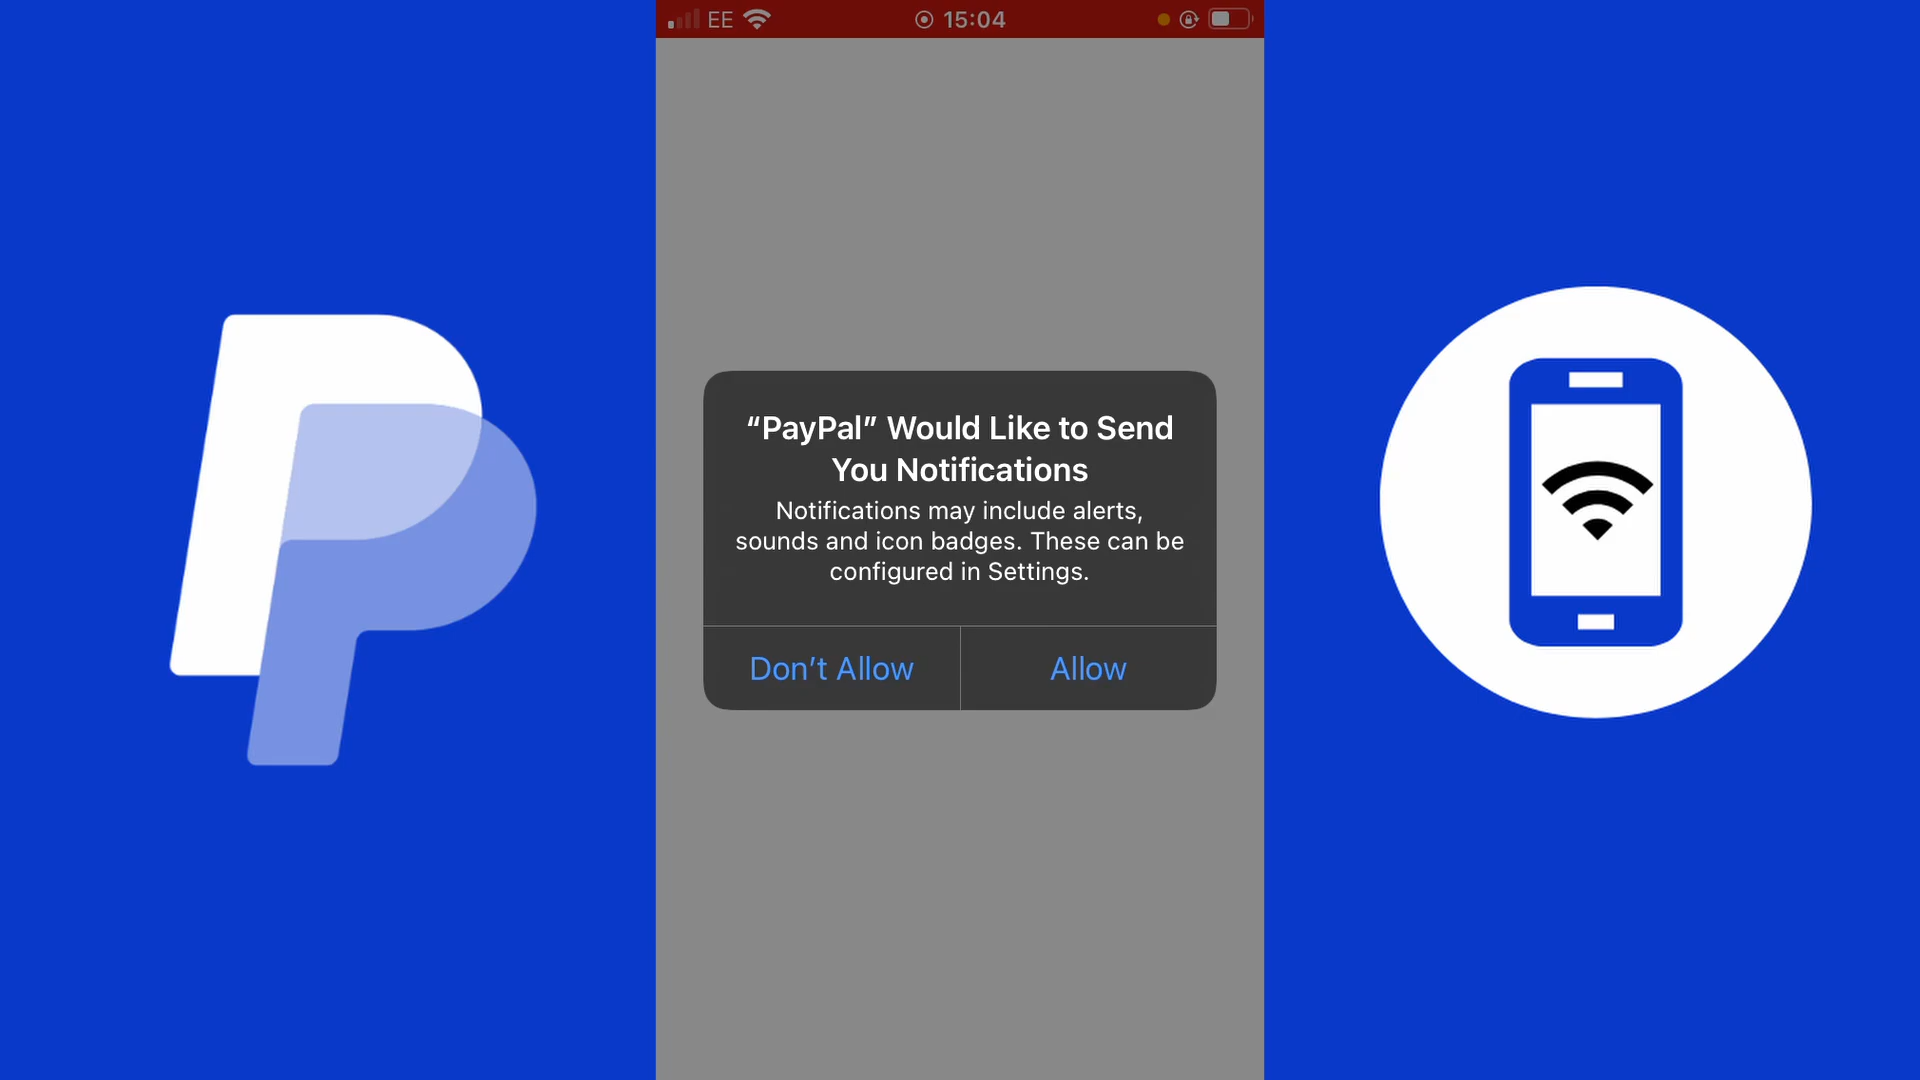 EE 15:04
“PayPal” Would Like to Send
You Notifications
Notifications may include alerts,
sounds and icon badges. These can be
configured in Settings.
Don’t Allow Allow